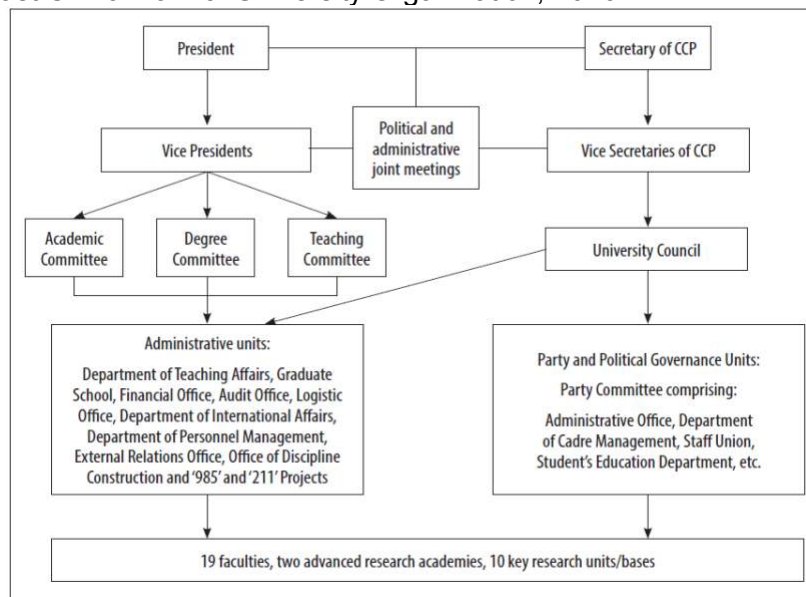 President
Secretary of CCP
Political and
administrative
joint meetings
Vice Presidents
Vice Secretaries of CCP
Academic
Committee
Degree
Committee
Teaching
Committee
University Council
Administrative units:
Department of Teaching Affairs, Graduate
School, Financial Office, Audit Office, Logistic
Office, Department of International Affairs,
Department of Personnel Management,
External Relations Office, Office of Discipline
Construction and '985' and '211' Projects
Party and Political Governance Units:
Party Committee comprising:
Administrative Office, Department
of Cadre Management, Staff Union,
Student's Education Department, etc.
19 faculties, two advanced research academies, 10 key research units/bases